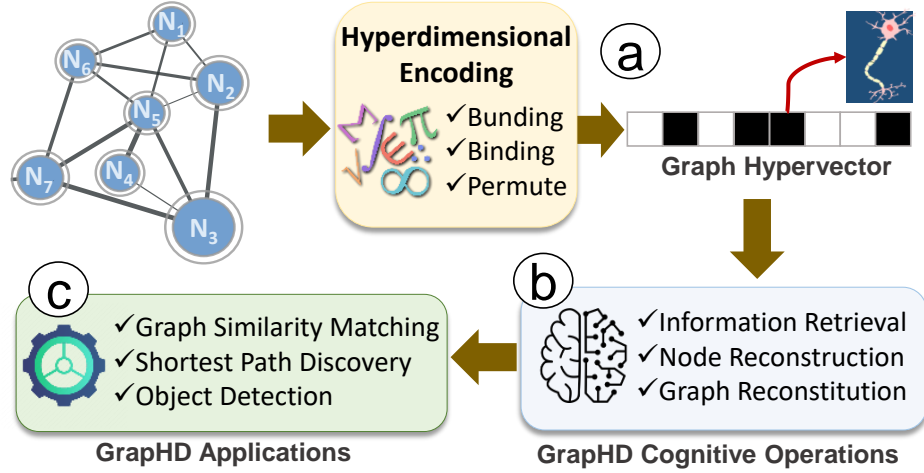 N1
N6
N2
N5
N7
N4
N3
Hyperdimensional
Encoding
✓Bunding
✓Binding
✓Permute
a
Graph Hypervector
b
✓Information Retrieval
✓Node Reconstruction
✓Graph Reconstitution
GrapHD Cognitive Operations
c
✓Graph Similarity Matching
✓Shortest Path Discovery
✓Object Detection
GrapHD Applications